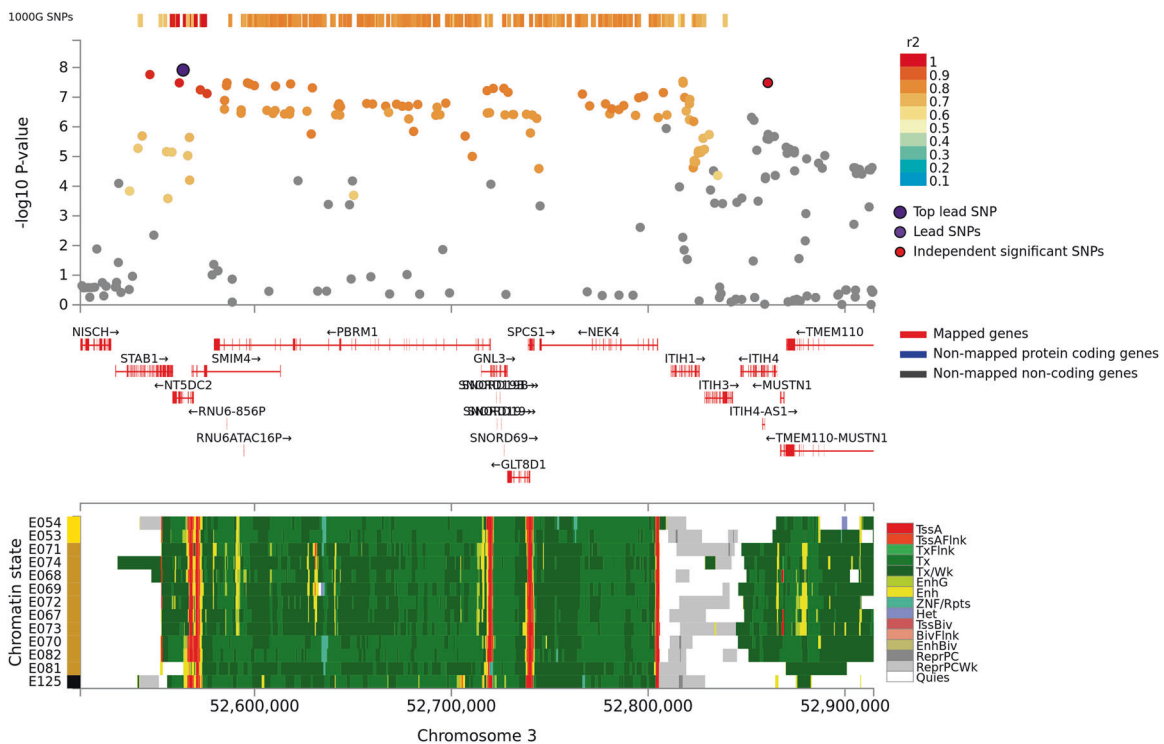 1000G SNPs
-log10 P-value
8
7
6
5
4
3
2
1
0
r2
1
0.9
0.8
0.7
0.6
0.5
0.4
0.3
0.2
0.1
Top lead SNP
Lead SNPs
Independent significant SNPs
NISCH→
←PBRM1
SPCS1→
←NEK4
←TMEM110
STAB1→
SMIM4→
GNL3→
ITIH1→
←ITIH4
←NT5DC2
ITIH3→
←MUSTN1
←RNU6-856P
ITIH4-AS1→
RNU6ATAC16P→
SNORD69→
←TMEM110-MUSTN1
←GLT8D1
Mapped genes
Non-mapped protein coding genes
Non-mapped non-coding genes
Chromatin state
E054
E053
E071
E074
E068
E069
E072
E067
E073
E070
E082
E081
E125
TssA
TssAFlnk
TxFlnk
Tx
Tx/Wk
EnhG
Enh
ZNF/Rpts
Het
TssBiv
BivFlnk
EnhBiv
ReprPC
ReprPCWk
Quies
52,600,000
52,700,000
52,800,000
52,900,000
Chromosome 3